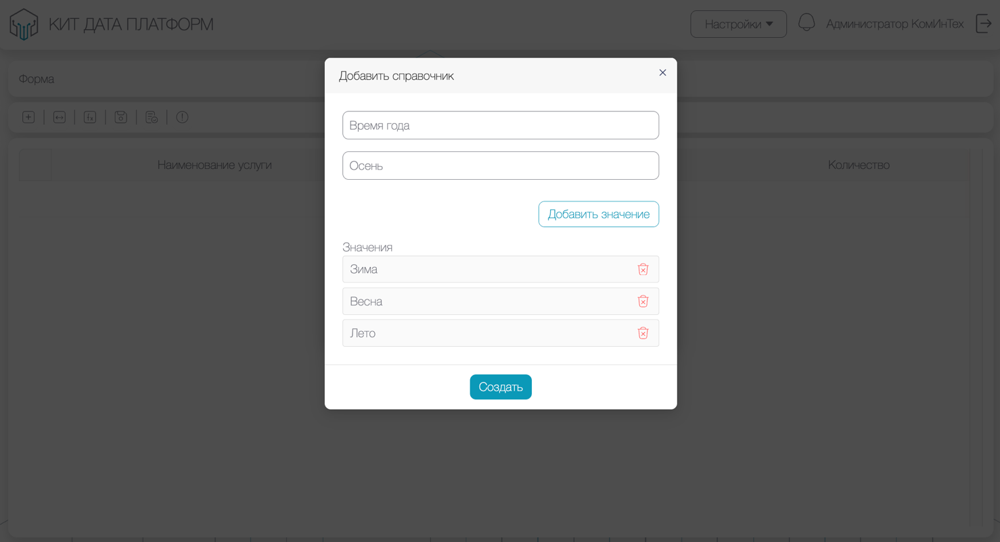 КИТ ДАТА ПЛАТФОРМ
Настройки
Администратор КомИнТех
Форма
Добавить справочник
Время года
Осень
Добавить значение
Значения
Зима
Весна
Лето
Создать
Наименование услуги
Количество
fx